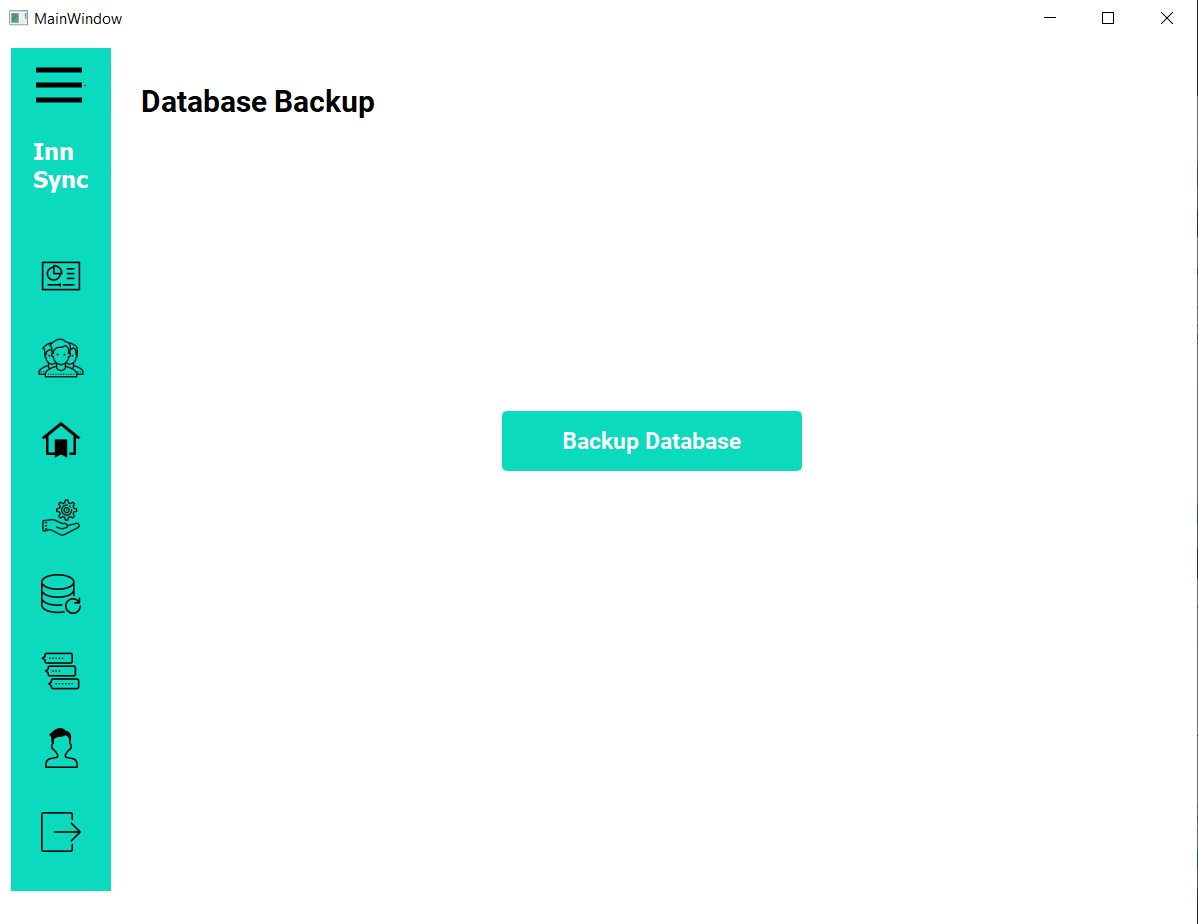 MainWindow
Inn
Sync
Database Backup
Backup Database